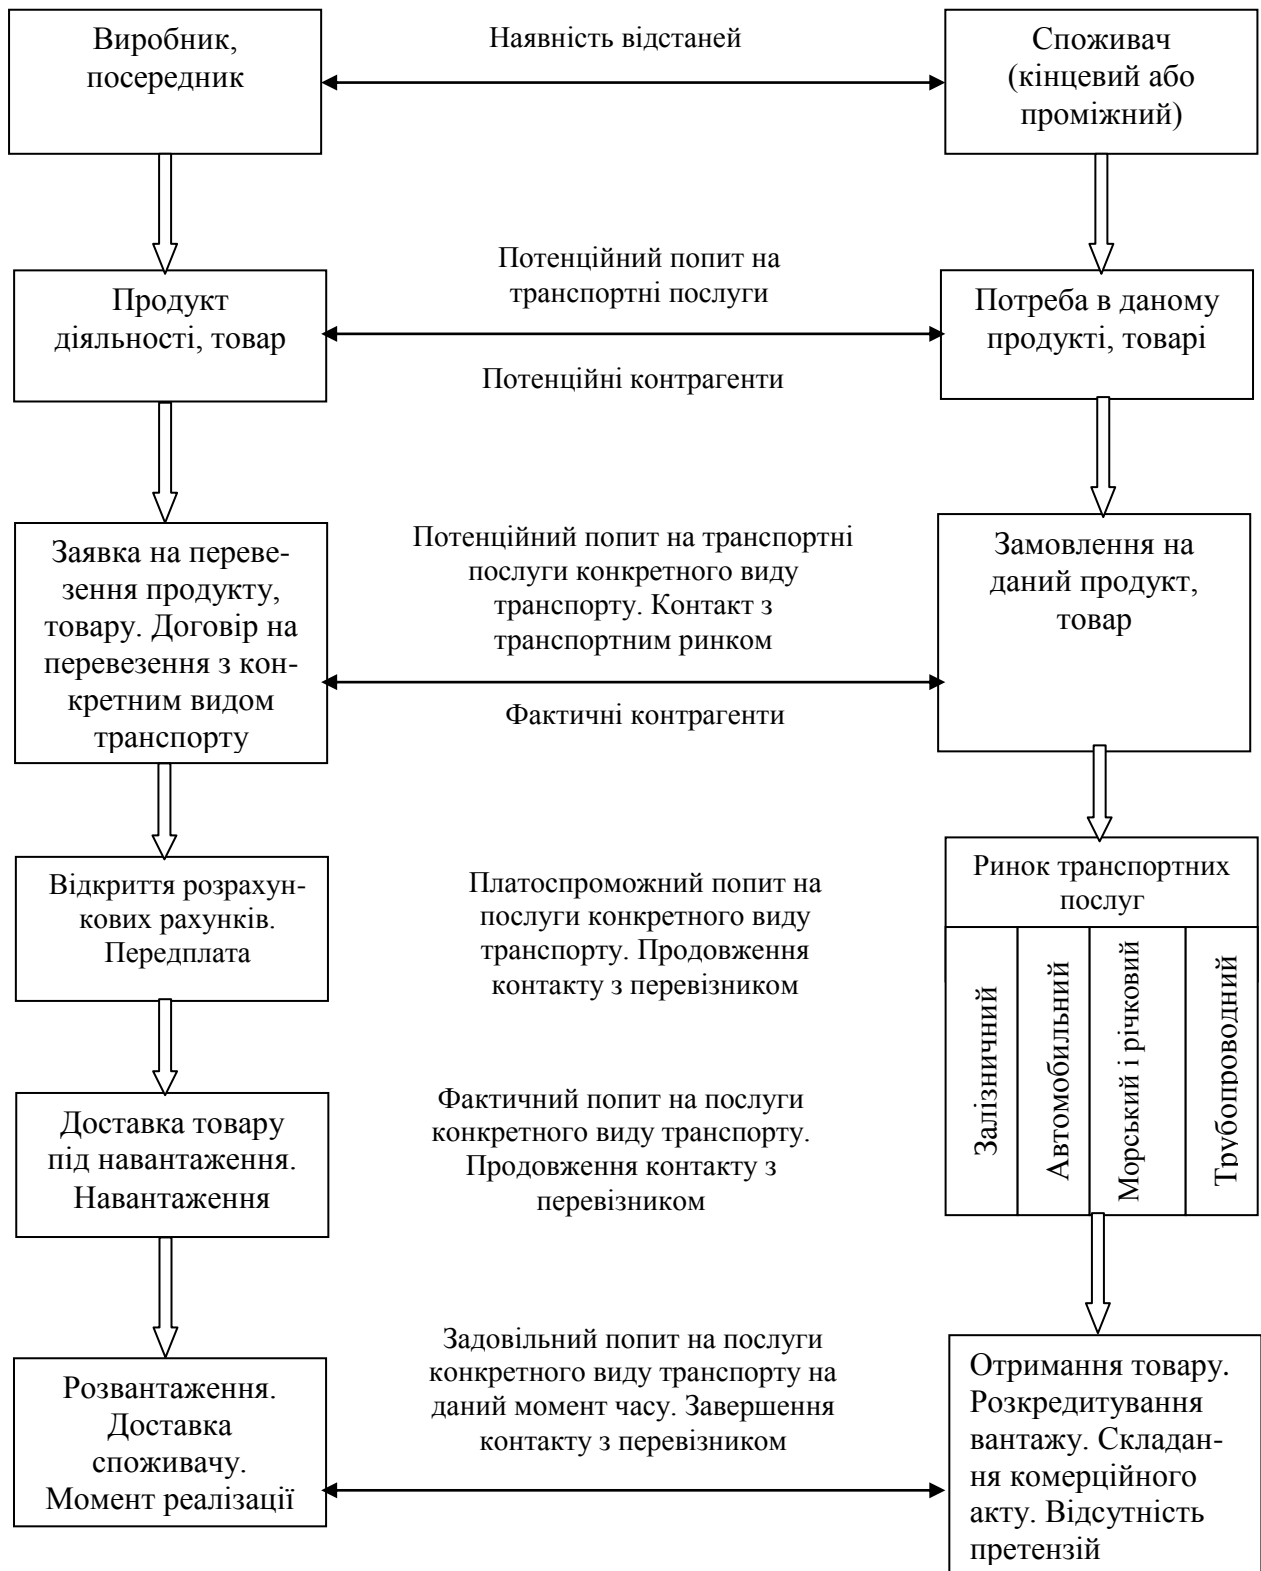 Виробник,
посередник
Наявність відстаней
Споживач
(кінцевий або
проміжний)
Продукт
діяльності, товар
Потенційний попит на
транспортні послуги
Потенційні контрагенти
Потреба в даному
продукті, товарі
Заявка на переве-
зення продукту,
товару. Договір на
перевезення з кон-
кретним видом
транспорту
Потенційний попит на транспортні
послуги конкретного виду
транспорту. Контакт з
транспортним ринком
Фактичні контрагенти
Замовлення на
даний продукт,
товар
Відкриття розрахун-
кових рахунків.
Передплата
Платоспроможний попит на
послуги конкретного виду
транспорту. Продовження
контакту з перевізником
Ринок транспортних
послуг
Залізничний
Автомобільний
Морський і річковий
Трубопроводний
Доставка товару
під навантаження.
Навантаження
Фактичний попит на послуги
конкретного виду транспорту.
Продовження контакту з
перевізником
Розвантаження.
Доставка
споживачу.
Момент реалізації
Задовільний попит на послуги
конкретного виду транспорту на
даний момент часу. Завершення
контакту з перевізником
Отримання товару.
Розкредитування
вантажу. Складан-
ня комерційного
акту. Відсутність
претензій